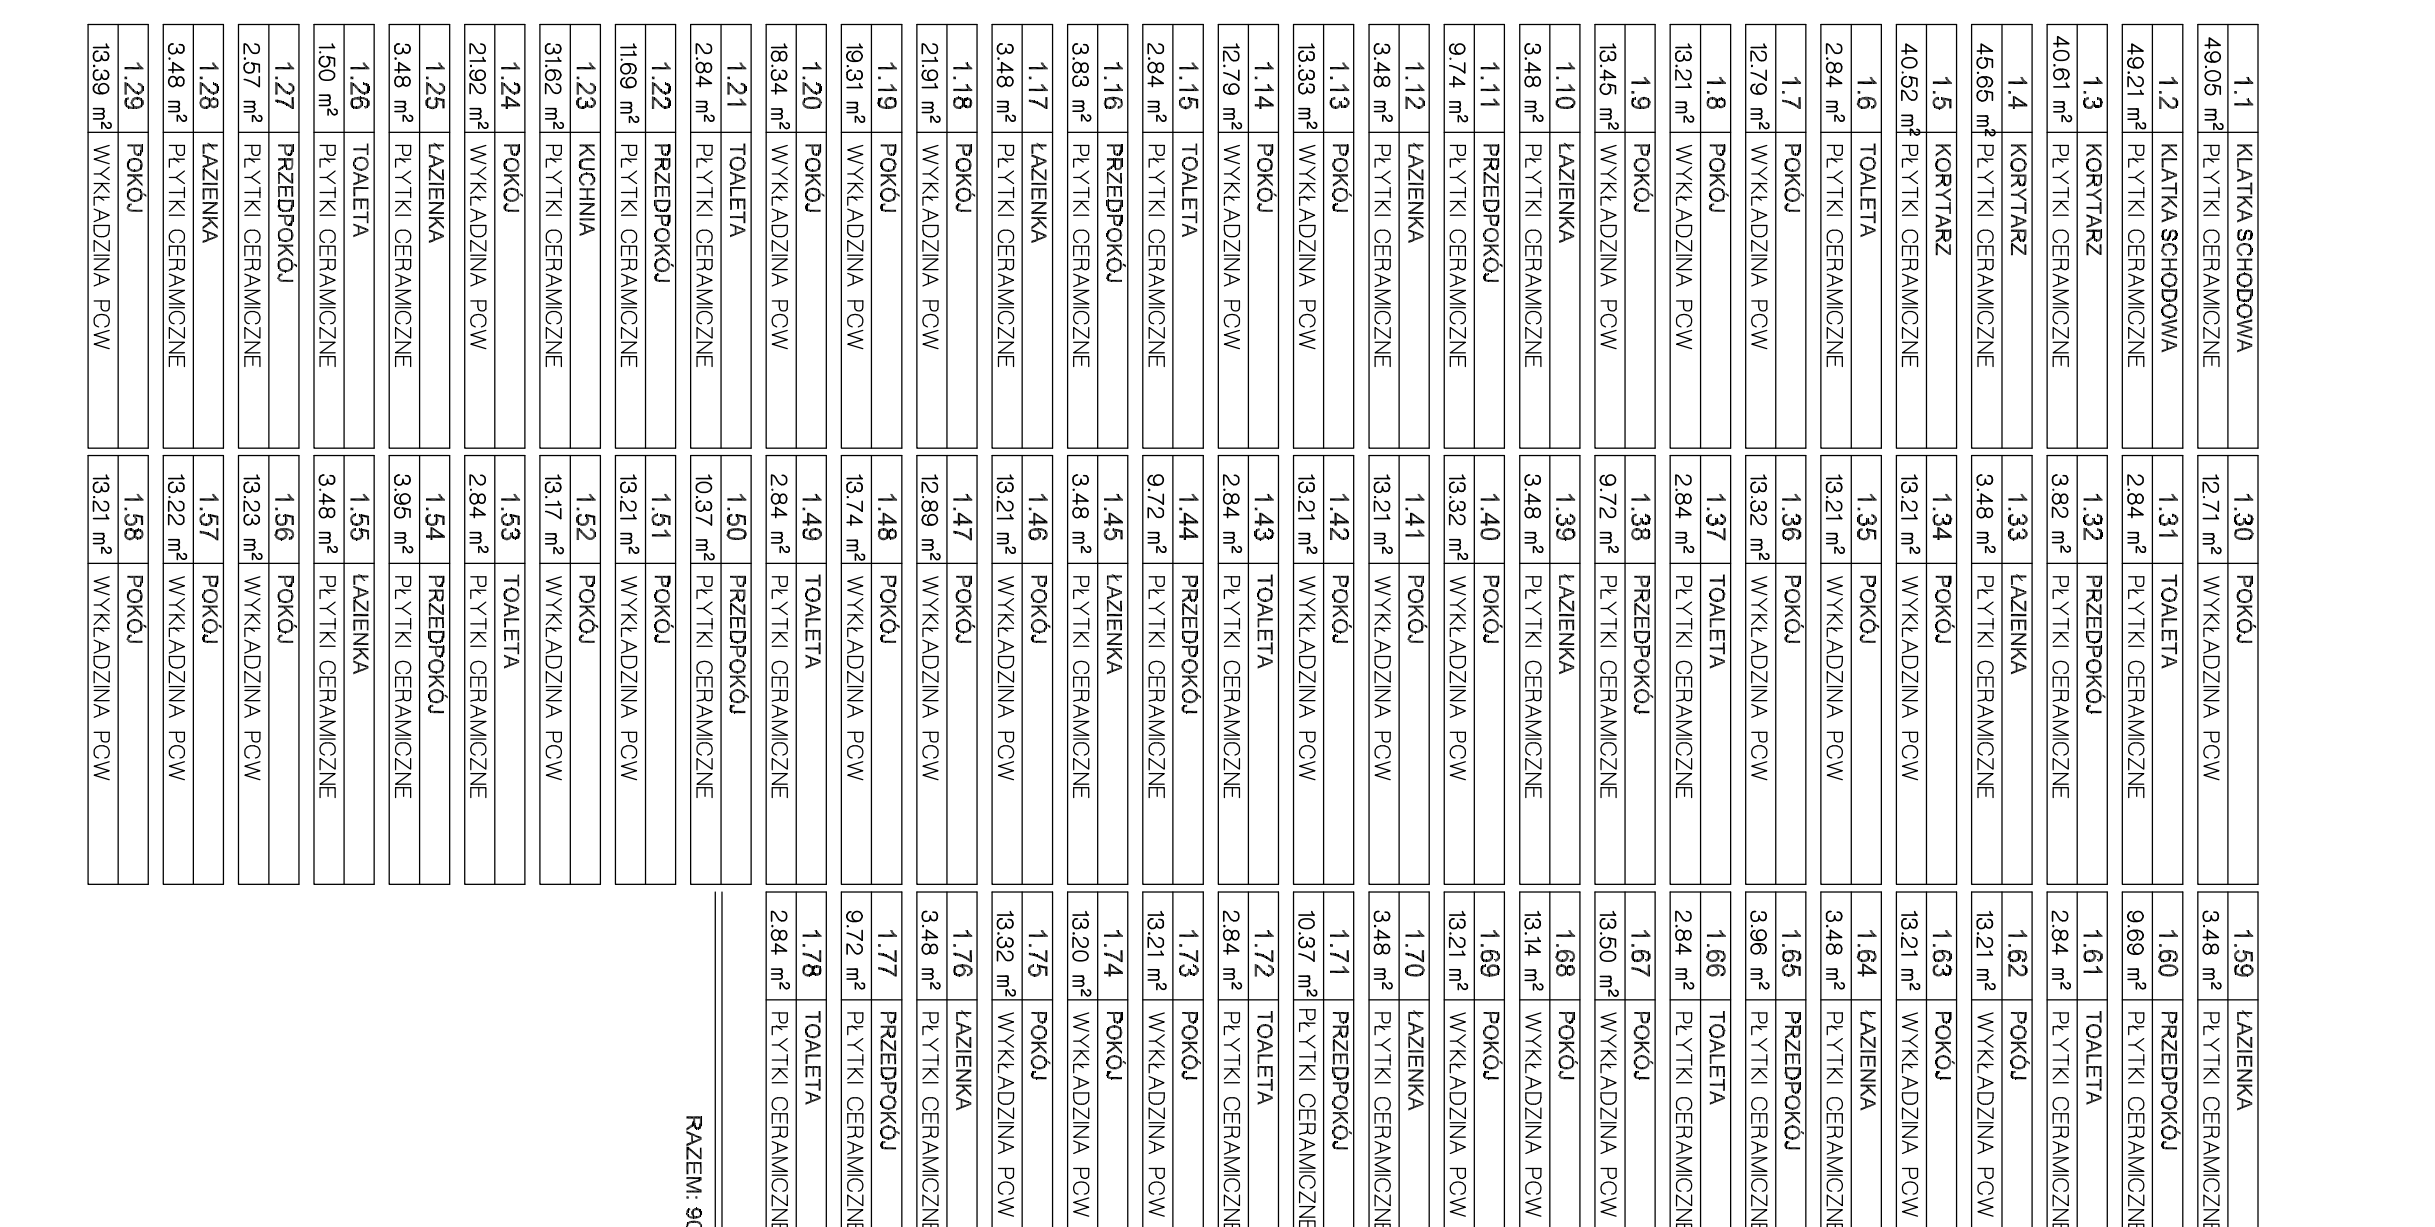 1.1 KLATKA SCHODOWA
49.05 m² PŁYTKI CERAMICZNE
1.2 KLATKA SCHODOWA
49.21 m² PŁYTKI CERAMICZNE
1.3 KORYTARZ
40.61 m² PŁYTKI CERAMICZNE
1.4 KORYTARZ
45.65 m² PŁYTKI CERAMICZNE
1.5 KORYTARZ
40.52 m² PŁYTKI CERAMICZNE
1.6 TOALETA
2.84 m² PŁYTKI CERAMICZNE
1.7 POKÓJ
12.79 m² WYKŁADZINA PCW
1.8 POKÓJ
13.21 m² WYKŁADZINA PCW
1.9 POKÓJ
13.45 m² WYKŁADZINA PCW
1.10 ŁAZIENKA
3.48 m² PŁYTKI CERAMICZNE
1.11 PRZEDPOKÓJ
9.74 m² PŁYTKI CERAMICZNE
1.12 ŁAZIENKA
3.48 m² PŁYTKI CERAMICZNE
1.13 POKÓJ
13.33 m² WYKŁADZINA PCW
1.14 POKÓJ
12.79 m² WYKŁADZINA PCW
1.15 TOALETA
2.84 m² PŁYTKI CERAMICZNE
1.16 PRZEDPOKÓJ
3.83 m² PŁYTKI CERAMICZNE
1.17 ŁAZIENKA
3.48 m² PŁYTKI CERAMICZNE
1.18 POKÓJ
21.91 m² WYKŁADZINA PCW
1.19 POKÓJ
19.31 m² WYKŁADZINA PCW
1.20 POKÓJ
18.34 m² WYKŁADZINA PCW
1.21 TOALETA
2.84 m² PŁYTKI CERAMICZNE
1.22 PRZEDPOKÓJ
11.69 m² PŁYTKI CERAMICZNE
1.23 KUCHNIA
31.62 m² PŁYTKI CERAMICZNE
1.24 POKÓJ
21.92 m² WYKŁADZINA PCW
1.25 ŁAZIENKA
3.48 m² PŁYTKI CERAMICZNE
1.26 TOALETA
1.50 m² PŁYTKI CERAMICZNE
1.27 PRZEDPOKÓJ
2.57 m² PŁYTKI CERAMICZNE
1.28 ŁAZIENKA
3.48 m² PŁYTKI CERAMICZNE
1.29 POKÓJ
13.39 m² WYKŁADZINA PCW
1.30 POKÓJ
12.71 m² WYKŁADZINA PCW
1.31 TOALETA
2.84 m² PŁYTKI CERAMICZNE
1.32 PRZEDPOKÓJ
3.82 m² PŁYTKI CERAMICZNE
1.33 ŁAZIENKA
3.48 m² PŁYTKI CERAMICZNE
1.34 POKÓJ
13.21 m² WYKŁADZINA PCW
1.35 POKÓJ
13.21 m² WYKŁADZINA PCW
1.36 POKÓJ
13.32 m² WYKŁADZINA PCW
1.37 TOALETA
2.84 m² PŁYTKI CERAMICZNE
1.38 PRZEDPOKÓJ
9.72 m² PŁYTKI CERAMICZNE
1.39 ŁAZIENKA
3.48 m² PŁYTKI CERAMICZNE
1.40 POKÓJ
13.32 m² WYKŁADZINA PCW
1.41 POKÓJ
13.21 m² WYKŁADZINA PCW
1.42 POKÓJ
13.21 m² WYKŁADZINA PCW
1.43 TOALETA
2.84 m² PŁYTKI CERAMICZNE
1.44 PRZEDPOKÓJ
9.72 m² PŁYTKI CERAMICZNE
1.45 ŁAZIENKA
3.48 m² PŁYTKI CERAMICZNE
1.46 POKÓJ
13.21 m² WYKŁADZINA PCW
1.47 POKÓJ
12.89 m² WYKŁADZINA PCW
1.48 POKÓJ
13.74 m² WYKŁADZINA PCW
1.49 TOALETA
2.84 m² PŁYTKI CERAMICZNE
1.50 PRZEDPOKÓJ
10.37 m² PŁYTKI CERAMICZNE
1.51 POKÓJ
13.21 m² WYKŁADZINA PCW
1.52 POKÓJ
13.17 m² WYKŁADZINA PCW
1.53 TOALETA
2.84 m² PŁYTKI CERAMICZNE
1.54 PRZEDPOKÓJ
3.95 m² PŁYTKI CERAMICZNE
1.55 ŁAZIENKA
3.48 m² PŁYTKI CERAMICZNE
1.56 POKÓJ
13.23 m² WYKŁADZINA PCW
1.57 POKÓJ
13.22 m² WYKŁADZINA PCW
1.58 POKÓJ
13.21 m² WYKŁADZINA PCW
1.59 ŁAZIENKA
3.48 m² PŁYTKI CERAMICZNE
1.60 PRZEDPOKÓJ
9.69 m² PŁYTKI CERAMICZNE
1.61 TOALETA
2.84 m² PŁYTKI CERAMICZNE
1.62 POKÓJ
13.21 m² WYKŁADZINA PCW
1.63 POKÓJ
13.21 m² WYKŁADZINA PCW
1.64 ŁAZIENKA
3.48 m² PŁYTKI CERAMICZNE
1.65 PRZEDPOKÓJ
3.96 m² PŁYTKI CERAMICZNE
1.66 TOALETA
2.84 m² PŁYTKI CERAMICZNE
1.67 POKÓJ
13.50 m² WYKŁADZINA PCW
1.68 POKÓJ
13.14 m² WYKŁADZINA PCW
1.69 POKÓJ
13.21 m² WYKŁADZINA PCW
1.70 ŁAZIENKA
3.48 m² PŁYTKI CERAMICZNE
1.71 PRZEDPOKÓJ
10.37 m² PŁYTKI CERAMICZNE
1.72 TOALETA
2.84 m² PŁYTKI CERAMICZNE
1.73 POKÓJ
13.21 m² WYKŁADZINA PCW
1.74 POKÓJ
13.20 m² WYKŁADZINA PCW
1.75 POKÓJ
13.32 m² WYKŁADZINA PCW
1.76 ŁAZIENKA
3.48 m² PŁYTKI CERAMICZNE
1.77 PRZEDPOKÓJ
9.72 m² PŁYTKI CERAMICZNE
1.78 TOALETA
2.84 m² PŁYTKI CERAMICZNE
RAZEM: